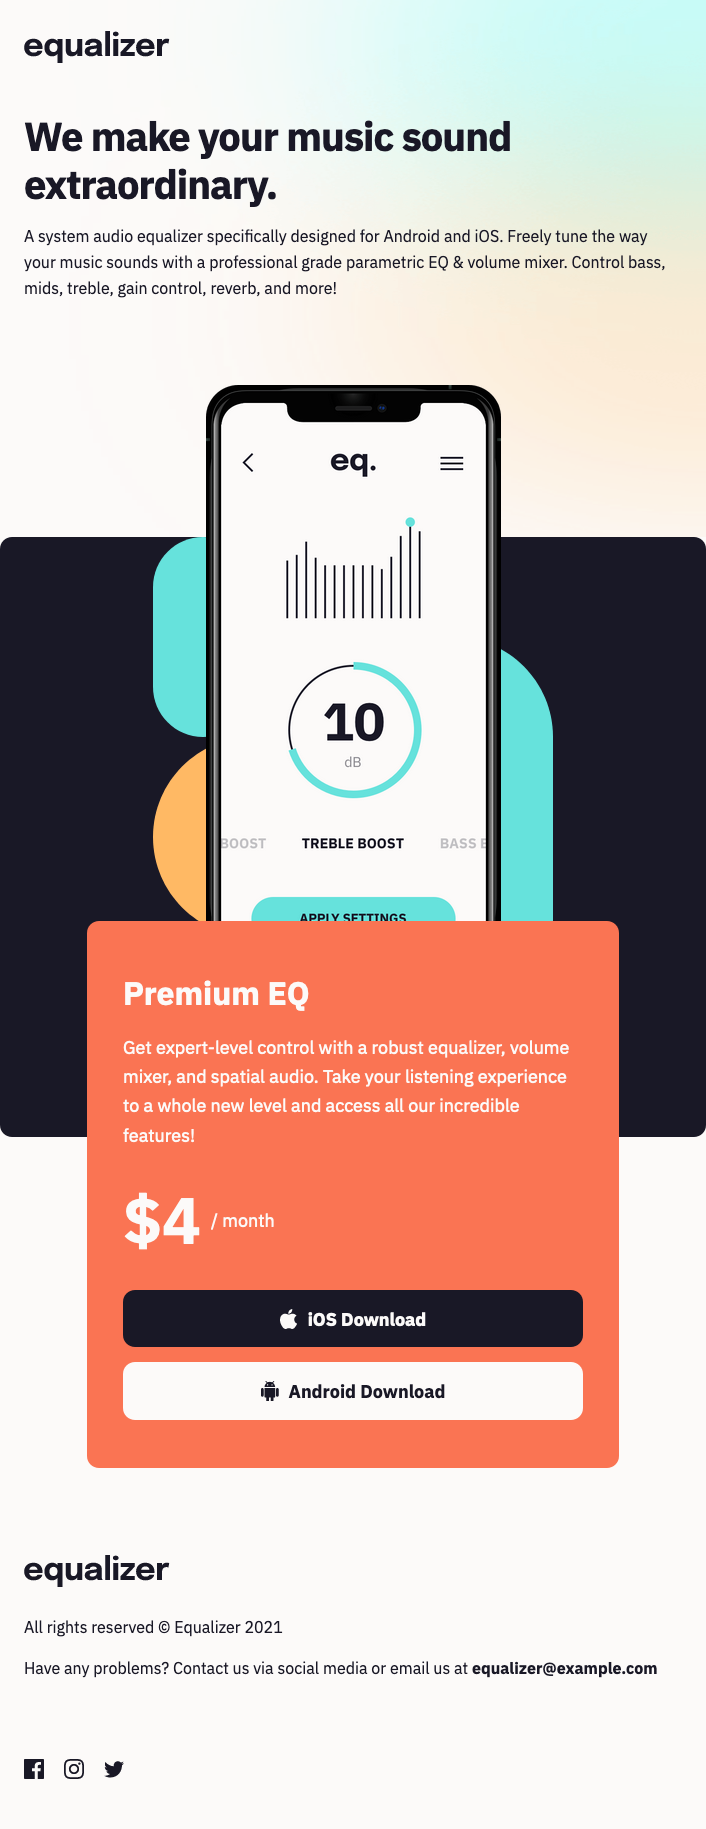 equalizer
We make your music sound
extraordinary.
A system audio equalizer specifically designed for Android and iOS. Freely tune the way
your music sounds with a professional grade parametric EQ & volume mixer. Control bass,
mids, treble, gain control, reverb, and more!
eq.
10
dB
BOOST TREBLE BOOST BASS B
APPLY SETTINGS
Premium EQ
Get expert-level control with a robust equalizer, volume
mixer, and spatial audio. Take your listening experience
to a whole new level and access all our incredible
features!
$4 / month
iOS Download
Android Download
equalizer
All rights reserved © Equalizer 2021
Have any problems? Contact us via social media or email us at equalizer@example.com